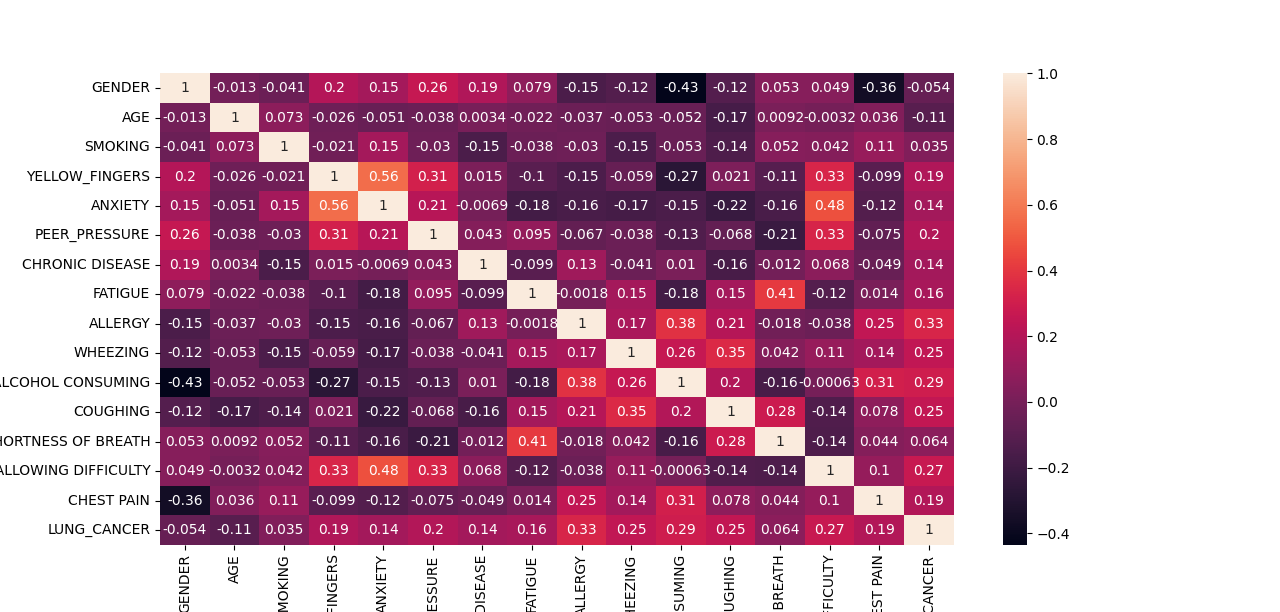 GENDER 1 -0.013 -0.041 0.2 0.15 0.26 0.19 0.079 -0.15 -0.12 -0.43 -0.12 0.053 0.049 -0.36 -0.054
AGE -0.013 1 0.073 -0.026 -0.051 -0.038 0.0034 -0.022 -0.037 -0.053 -0.052 -0.17 0.0092 -0.0032 0.036 -0.11
SMOKING -0.041 0.073 1 -0.021 0.15 -0.03 -0.15 -0.038 -0.03 -0.15 -0.053 -0.14 0.052 0.042 0.11 0.035
YELLOW_FINGERS 0.2 -0.026 -0.021 1 0.56 0.31 0.015 -0.1 -0.15 -0.059 -0.27 0.021 -0.11 0.33 -0.099 0.19
ANXIETY 0.15 -0.051 0.15 0.56 1 0.21 -0.0069 -0.18 -0.16 -0.17 -0.15 -0.22 -0.16 0.48 -0.12 0.14
PEER_PRESSURE 0.26 -0.038 -0.03 0.31 0.21 1 0.043 0.095 -0.067 -0.038 -0.13 -0.068 -0.21 0.33 -0.075 0.2
CHRONIC DISEASE 0.19 0.0034 -0.15 0.015 -0.0069 0.043 1 -0.099 0.13 -0.041 0.01 -0.16 -0.012 0.068 -0.049 0.14
FATIGUE 0.079 -0.022 -0.038 -0.1 -0.18 0.095 -0.099 1 -0.0018 0.15 -0.18 0.15 0.41 -0.12 0.014 0.16
ALLERGY -0.15 -0.037 -0.03 -0.15 -0.16 -0.067 0.13 -0.0018 1 0.17 0.38 0.21 -0.018 -0.038 0.25 0.33
WHEEZING -0.12 -0.053 -0.15 -0.059 -0.17 -0.038 -0.041 0.15 0.17 1 0.26 0.35 0.042 0.11 0.14 0.25
ALCOHOL CONSUMING -0.43 -0.052 -0.053 -0.27 -0.15 -0.13 0.01 -0.18 0.38 0.26 1 0.2 -0.16 -0.00063 0.31 0.29
COUGHING -0.12 -0.17 -0.14 0.021 -0.22 -0.068 -0.16 0.15 0.21 0.35 0.2 1 0.28 -0.14 0.078 0.25
HORTNESS OF BREATH 0.053 0.0092 0.052 -0.11 -0.16 -0.21 -0.012 0.41 -0.018 0.042 -0.16 0.28 1 -0.14 0.044 0.064
ALLOWING DIFFICULTY 0.049 -0.0032 0.042 0.33 0.48 0.33 0.068 -0.12 -0.038 0.11 -0.00063 -0.14 -0.14 1 0.1 0.27
CHEST PAIN -0.36 0.036 0.11 -0.099 -0.12 -0.075 -0.049 0.014 0.25 0.14 0.31 0.078 0.044 0.1 1 0.19
LUNG_CANCER -0.054 -0.11 0.035 0.19 0.14 0.2 0.14 0.16 0.33 0.25 0.29 0.25 0.064 0.27 0.19 1
GENDER
AGE
MOKING
FINGERS
ANXIETY
ESSURE
DISEASE
FATIGUE
ALLERGY
HEEZING
SUMING
UGHING
BREATH
FFICULTY
EST PAIN
CANCER
1.0
0.8
0.6
0.4
0.2
0.0
−0.2
−0.4